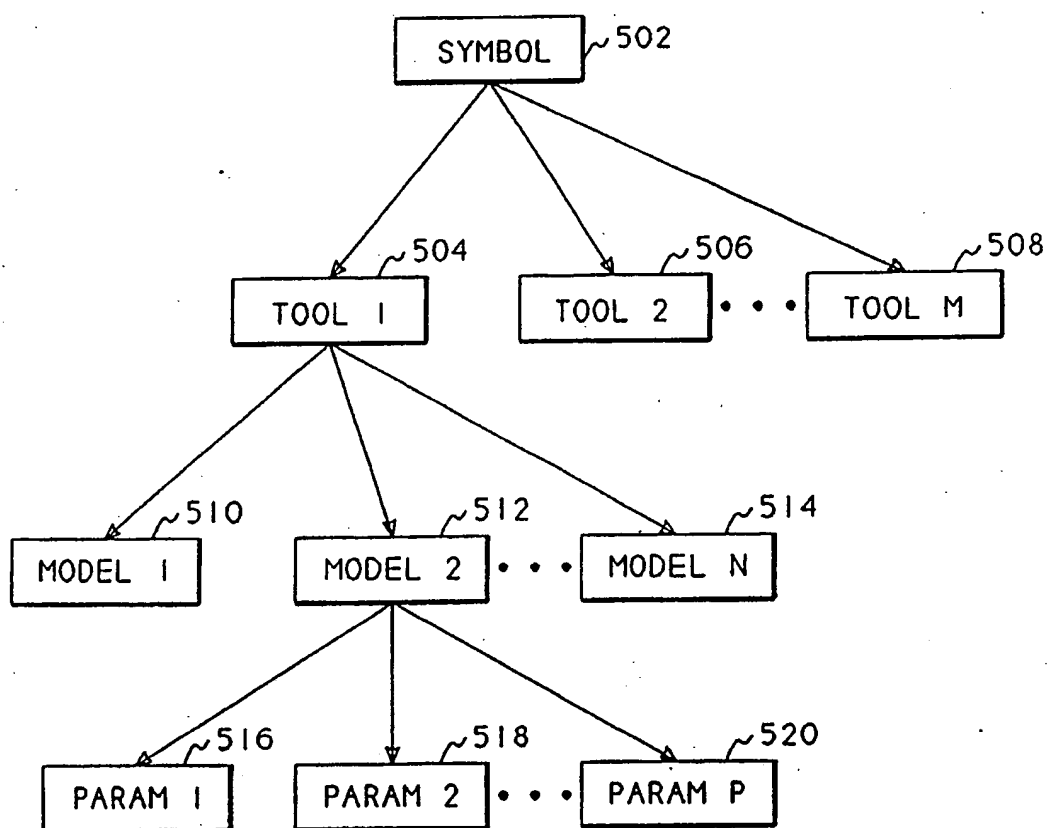 SYMBOL 502
504 506 508
TOOL 1 TOOL 2 • • • TOOL M
510 512 514
MODEL 1 MODEL 2 • • • MODEL N
516 518 520
PARAM 1 PARAM 2 • • • PARAM P